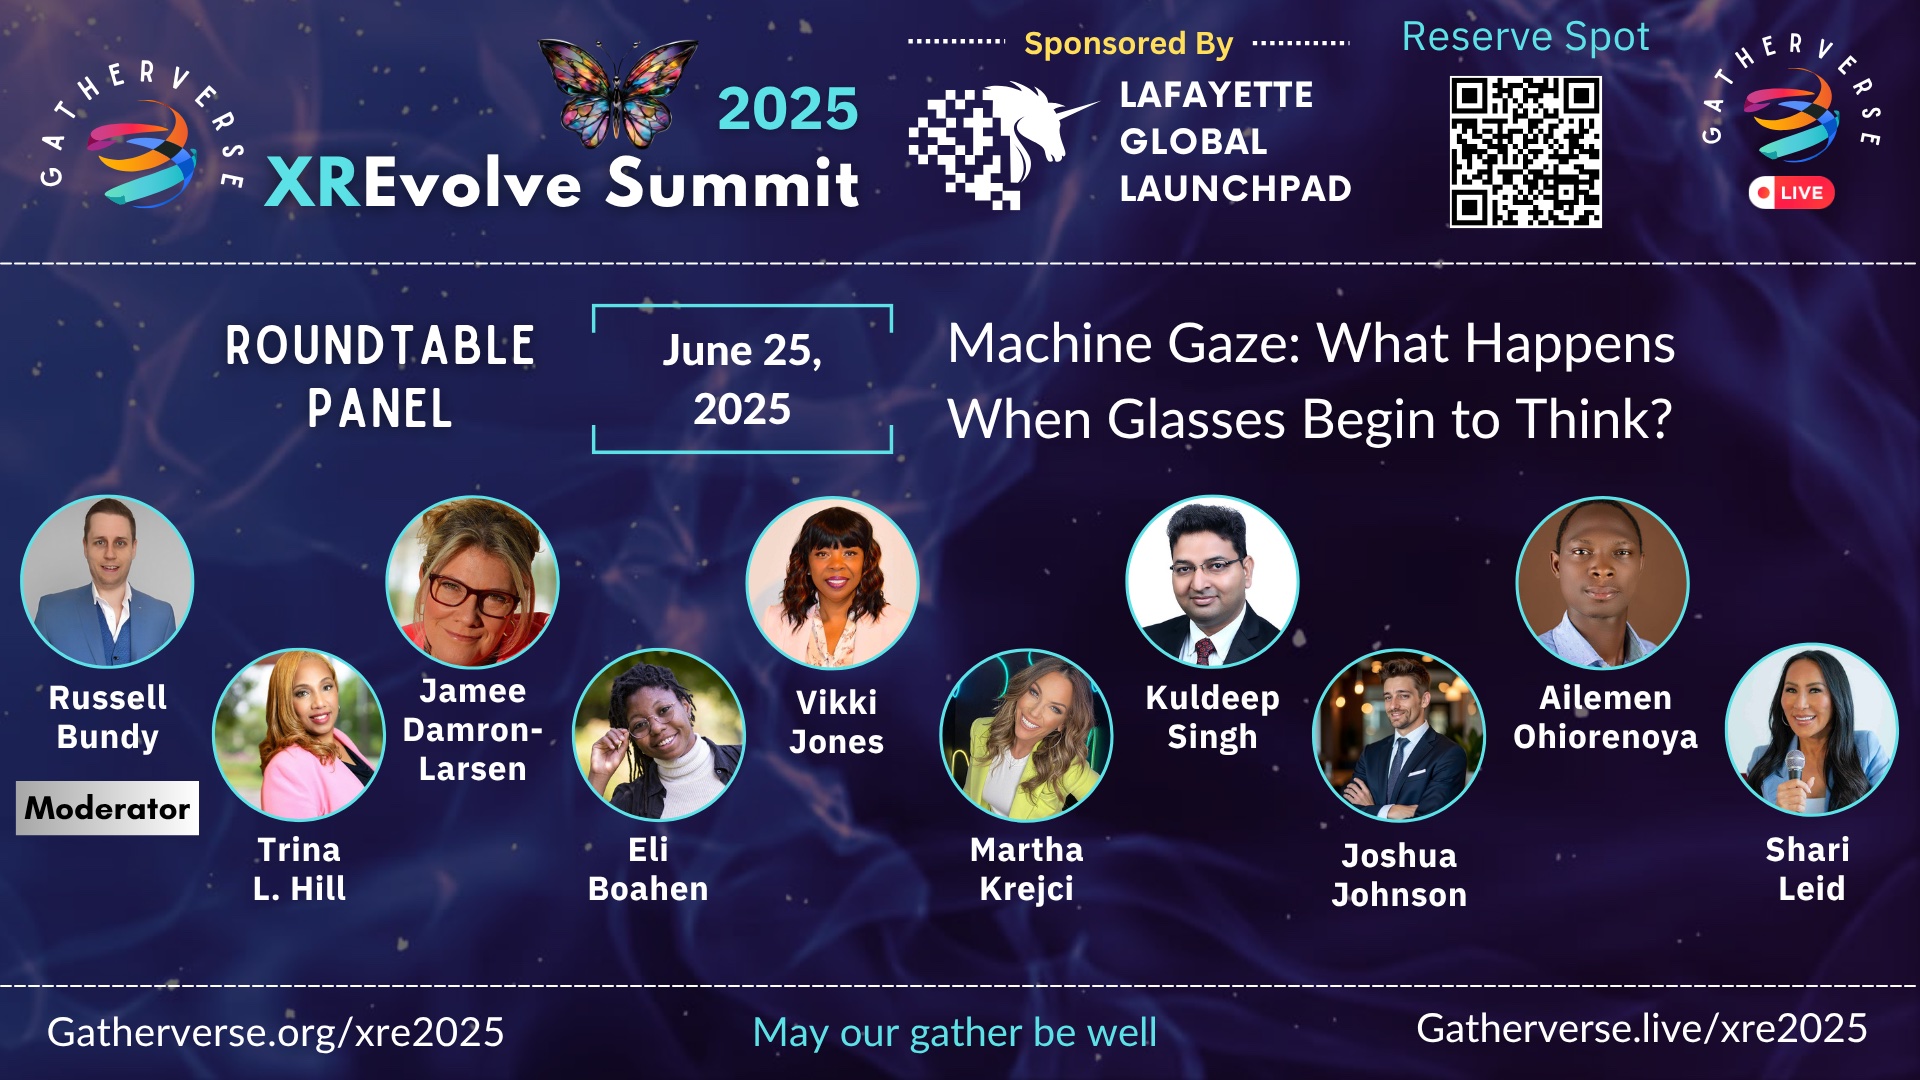 GATHERVERSE
2025
XREvolve Summit
Sponsored By
LAFAYETTE
GLOBAL
LAUNCHPAD
Reserve Spot
GATHERVERSE
LIVE
ROUNDTABLE
PANEL
June 25,
2025
Machine Gaze: What Happens
When Glasses Begin to Think?
Russell
Bundy
Moderator
Trina
L. Hill
Jamee
Damron-
Larsen
Eli
Boahen
Vikki
Jones
Martha
Krejci
Kuldeep
Singh
Joshua
Johnson
Ailemen
Ohiorenoya
Shari
Leid
Gatherverse.org/xre2025
May our gather be well
Gatherverse.live/xre2025